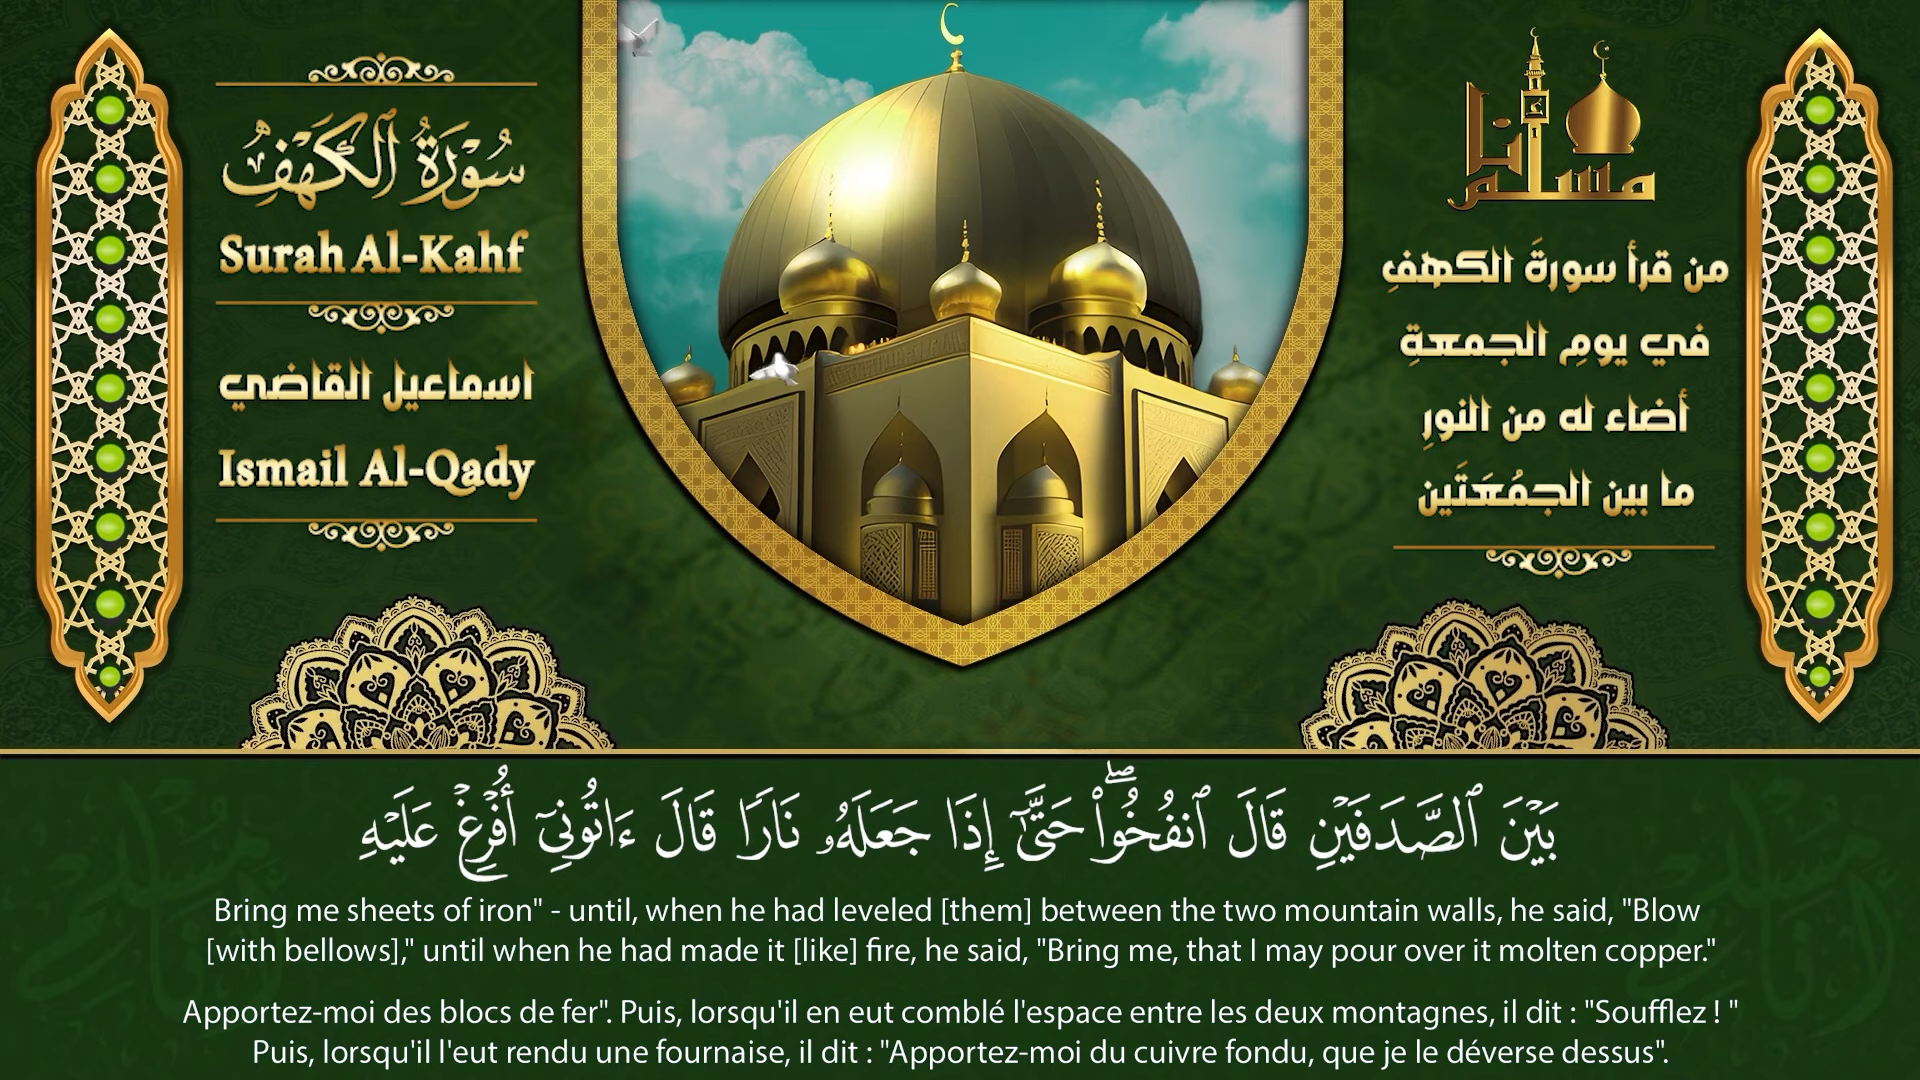 سُورَةُ ٱلْكَهْفِ
Surah Al-Kahf
اسماعيل القاضي
Ismail Al-Qady
انا
مسلم
من قرأ سورةَ الكهفِ
في يومِ الجمعةِ
أضاء له من النورِ
ما بين الجمُعَتَين
بَيْنَ ٱلصَّدَفَيْنِ قَالَ ٱنفُخُوا۟ۖ حَتَّىٰٓ إِذَا جَعَلَهُۥ نَارًا قَالَ ءَاتُونِىٓ أُفْرِغْ عَلَيْهِ
Bring me sheets of iron" - until, when he had leveled [them] between the two mountain walls, he said, "Blow
[with bellows]," until when he had made it [like] fire, he said, "Bring me, that I may pour over it molten copper."
Apportez-moi des blocs de fer". Puis, lorsqu'il en eut comblé l'espace entre les deux montagnes, il dit : "Soufflez ! "
Puis, lorsqu'il l'eut rendu une fournaise, il dit : "Apportez-moi du cuivre fondu, que je le déverse dessus".